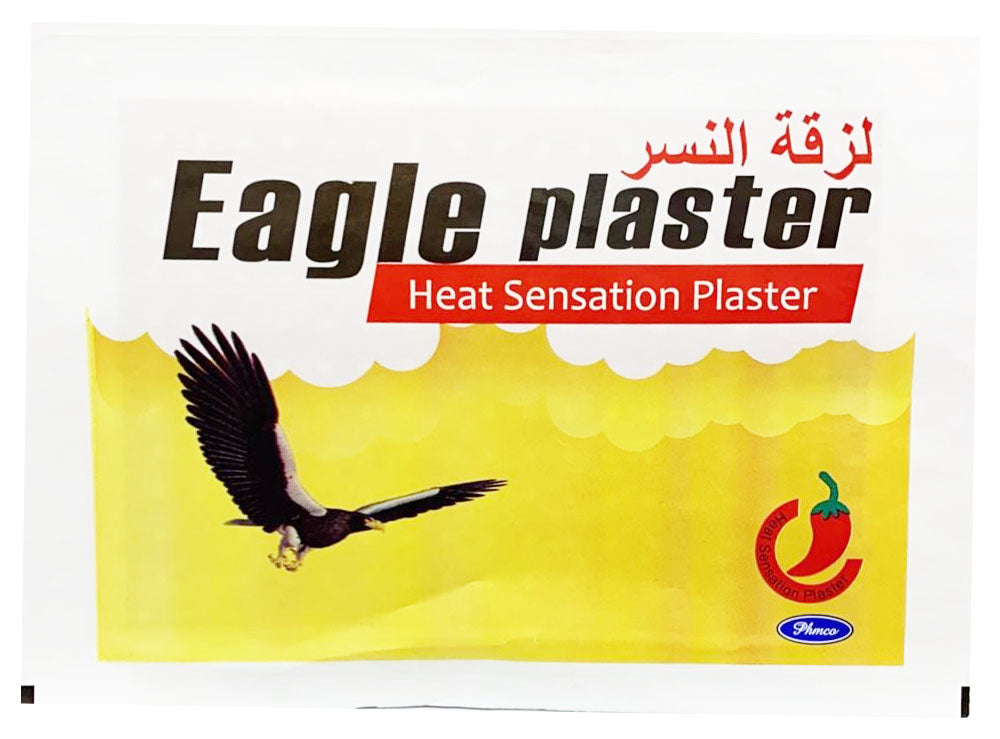 لزقة النسر
Eagle plaster
Heat Sensation Plaster
Heat Sensation Plaster
Phmco